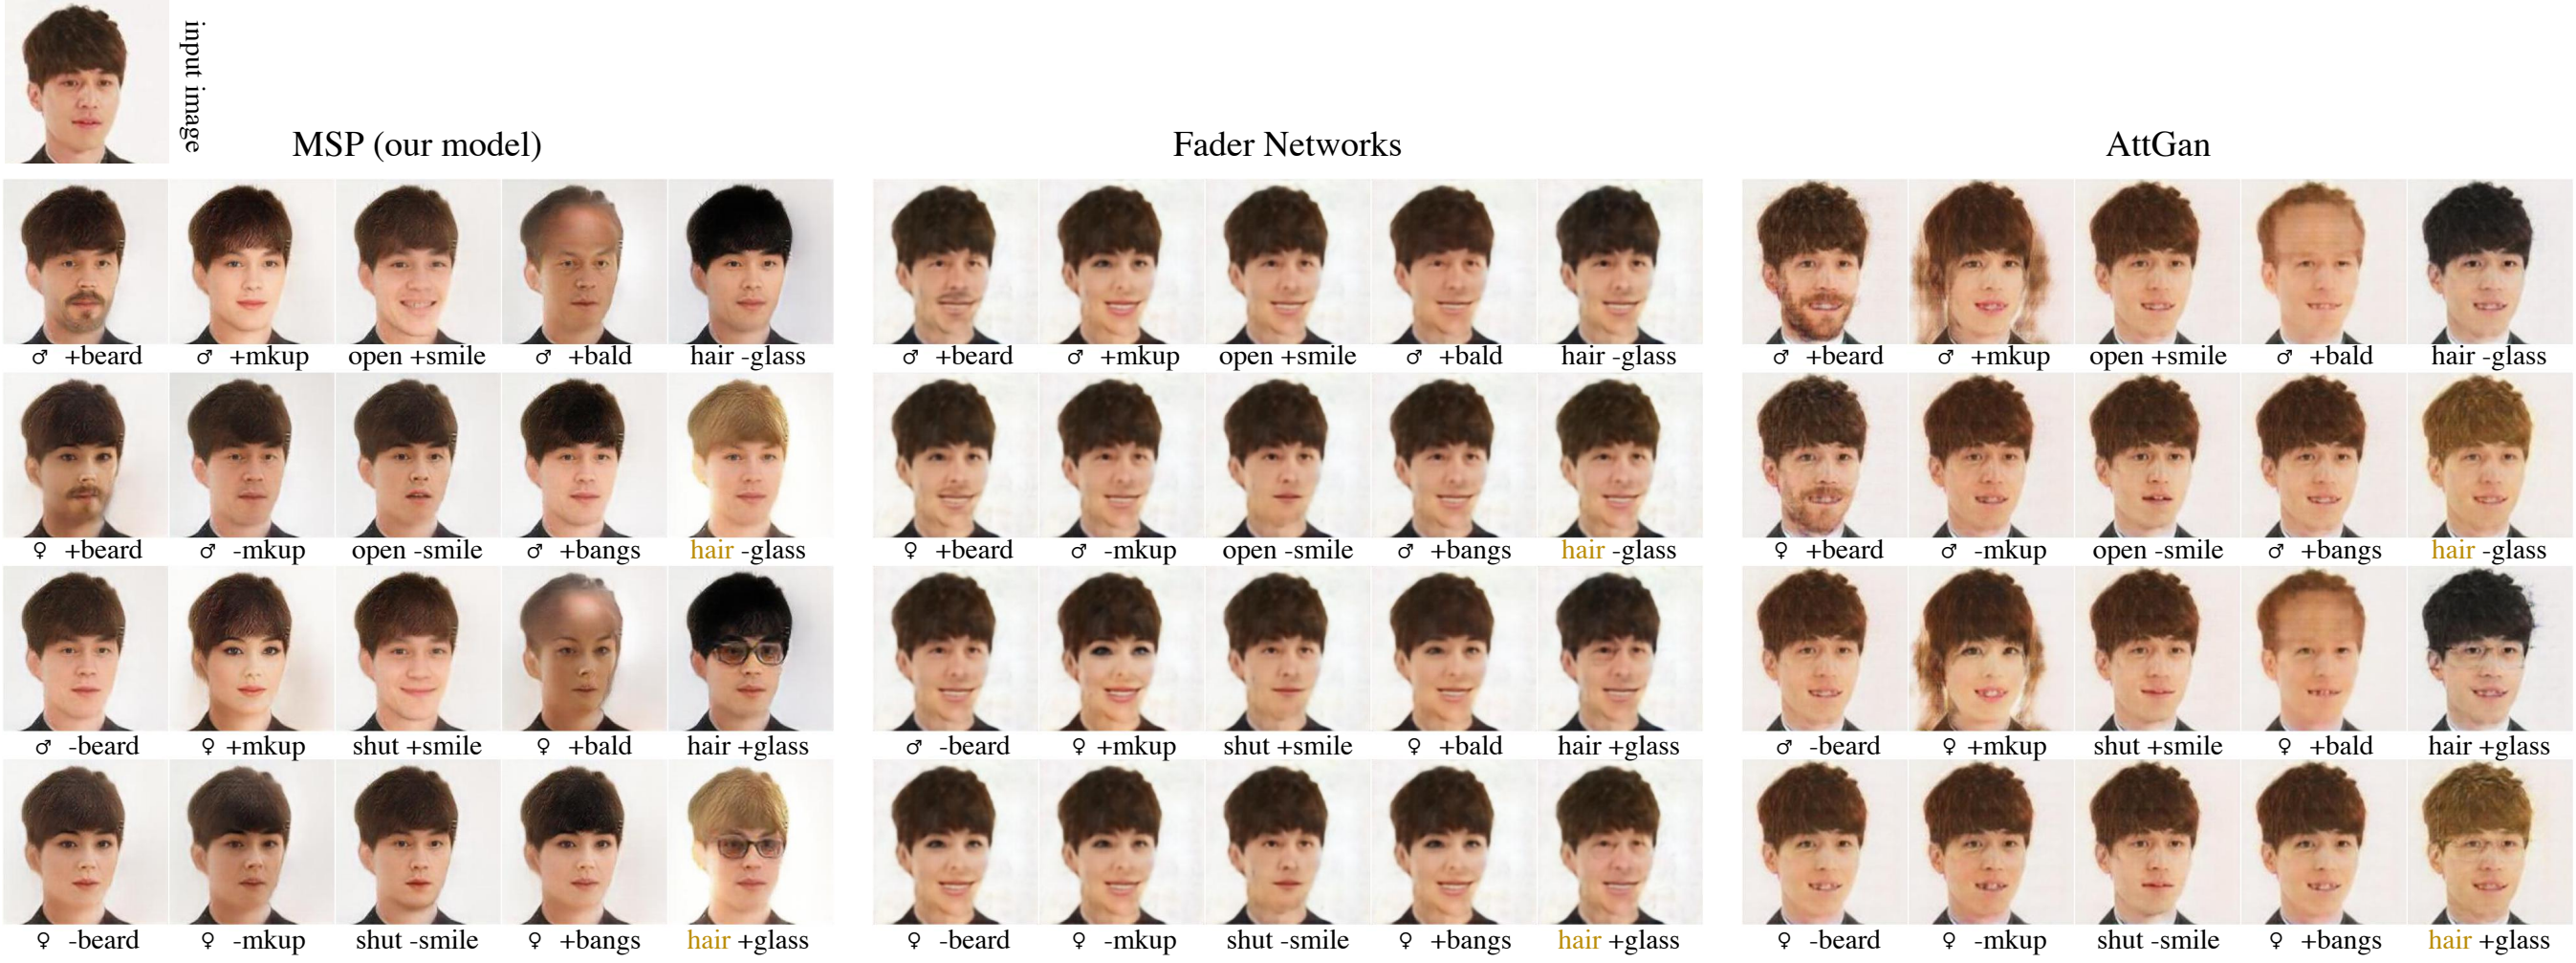 input image
MSP (our model) Fader Networks AttGan
♂ +beard ♂ +mkup open +smile ♂ +bald hair -glass ♂ +beard ♂ +mkup open +smile ♂ +bald hair -glass ♂ +beard ♂ +mkup open +smile ♂ +bald hair -glass
♀ +beard ♂ -mkup open -smile ♂ +bangs hair -glass ♀ +beard ♂ -mkup open -smile ♂ +bangs hair -glass ♀ +beard ♂ -mkup open -smile ♂ +bangs hair -glass
♂ -beard ♀ +mkup shut +smile ♀ +bald hair +glass ♂ -beard ♀ +mkup shut +smile ♀ +bald hair +glass ♂ -beard ♀ +mkup shut +smile ♀ +bald hair +glass
♀ -beard ♀ -mkup shut -smile ♀ +bangs hair +glass ♀ -beard ♀ -mkup shut -smile ♀ +bangs hair +glass ♀ -beard ♀ -mkup shut -smile ♀ +bangs hair +glass